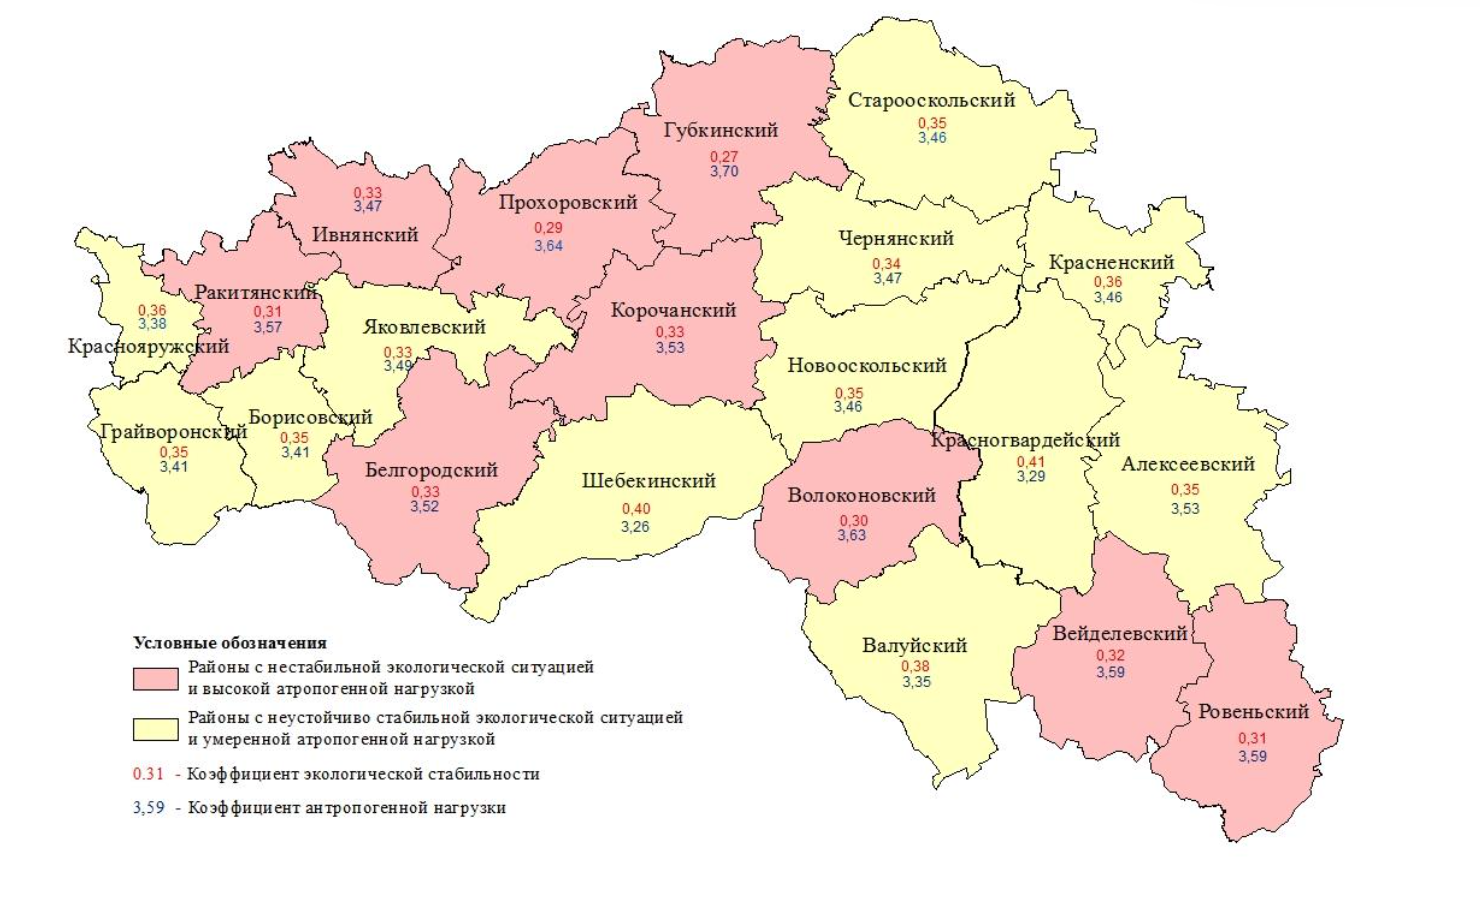 Старооскольский
0,35
3,46
Губкинский
0,27
3,70
0,33
3,47
Ивнянский
Прохоровский
0,29
3,64
Чернянский
0,34
3,47
Красненский
0,36
3,46
Ракитянский
0,31
3,57
0,36
3,38
Краснояружский
Яковлевский
0,33
3,49
Корочанский
0,33
3,53
Новооскольский
0,35
3,46
Грайворонский
0,35
3,41
Борисовский
0,35
3,41
Белгородский
0,33
3,52
Шебекинский
0,40
3,26
Волоконовский
0,30
3,63
Красногвардейский
0,41
3,29
Алексеевский
0,35
3,53
Валуйский
0,38
3,35
Вейделевский
0,32
3,59
Ровеньский
0,31
3,59
Условные обозначения
Районы с нестабильной экологической ситуацией
и высокой атропогенной нагрузкой
Районы с неустойчиво стабильной экологической ситуацией
и умеренной атропогенной нагрузкой
0.31 - Коэффициент экологической стабильности
3,59 - Коэффициент антропогенной нагрузки